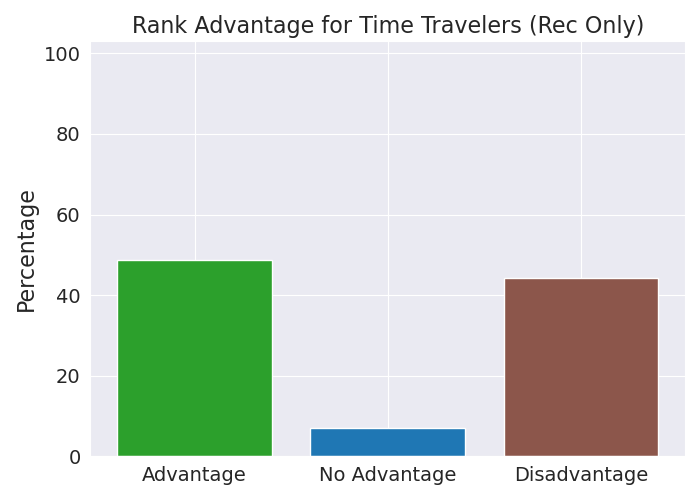 Rank Advantage for Time Travelers (Rec Only)
100
80
60
40
20
0
Percentage
Advantage
No Advantage
Disadvantage